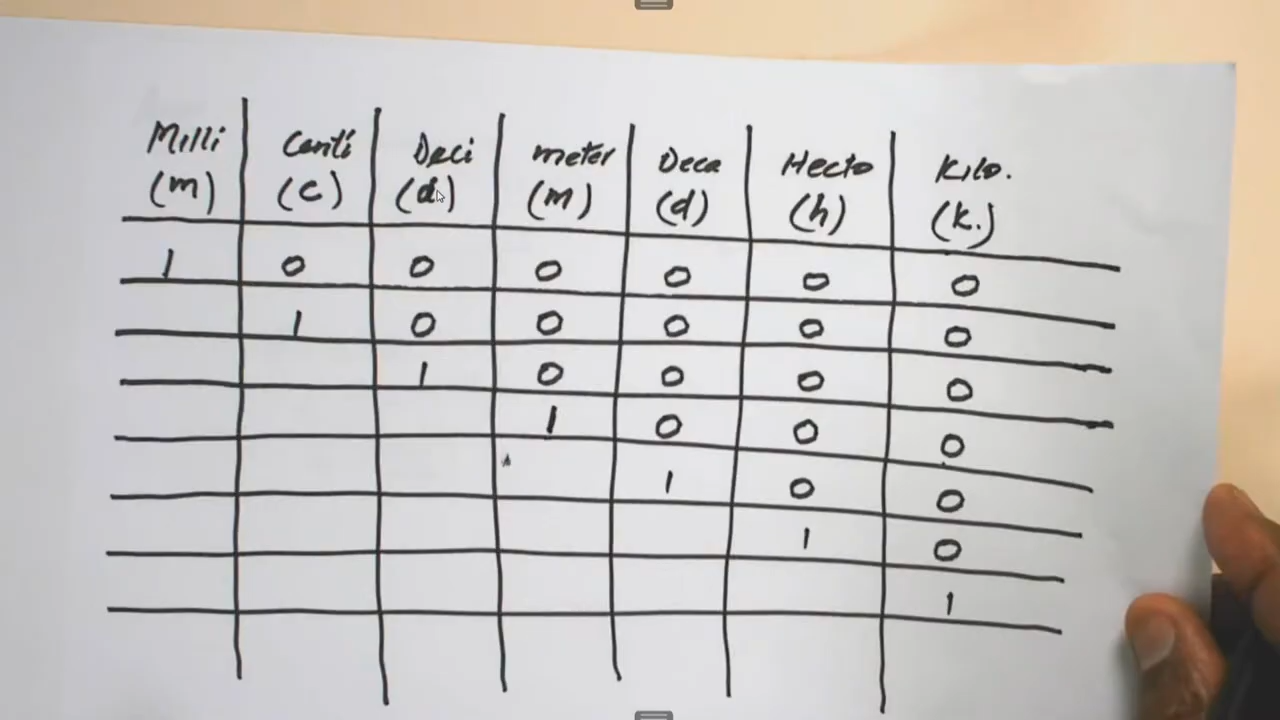 Milli Centi Deci meter Deca Hecto Kilo.
(m) (c) (d) (m) (d) (h) (k.)
1 0 0 0 0 0 0
1 0 0 0 0 0
1 0 0 0 0
1 0 0 0
1 0 0
1 0
1